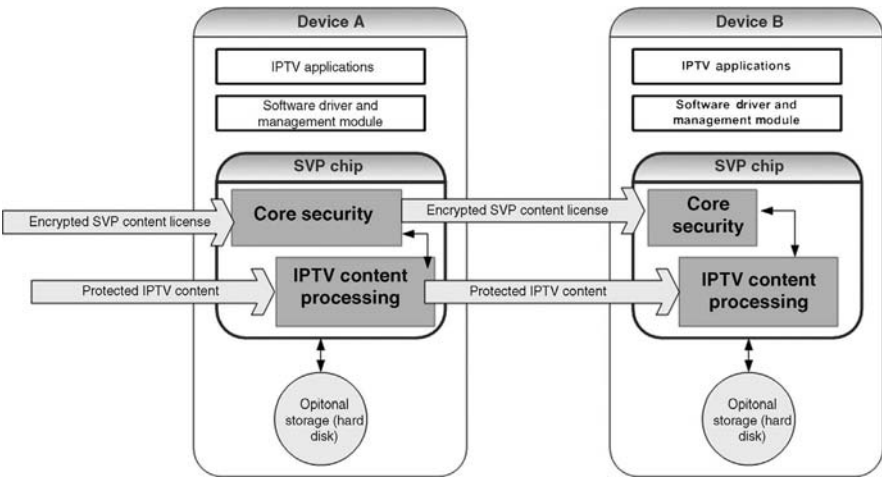 Device A
IPTV applications
Software driver and
management module
SVP chip
Encrypted SVP content license
Core security
Protected IPTV content
IPTV content
processing
Opitonal
storage (hard
disk)
Encrypted SVP content license
Protected IPTV content
Device B
IPTV applications
Software driver and
management module
SVP chip
Core
security
IPTV content
processing
Opitonal
storage (hard
disk)